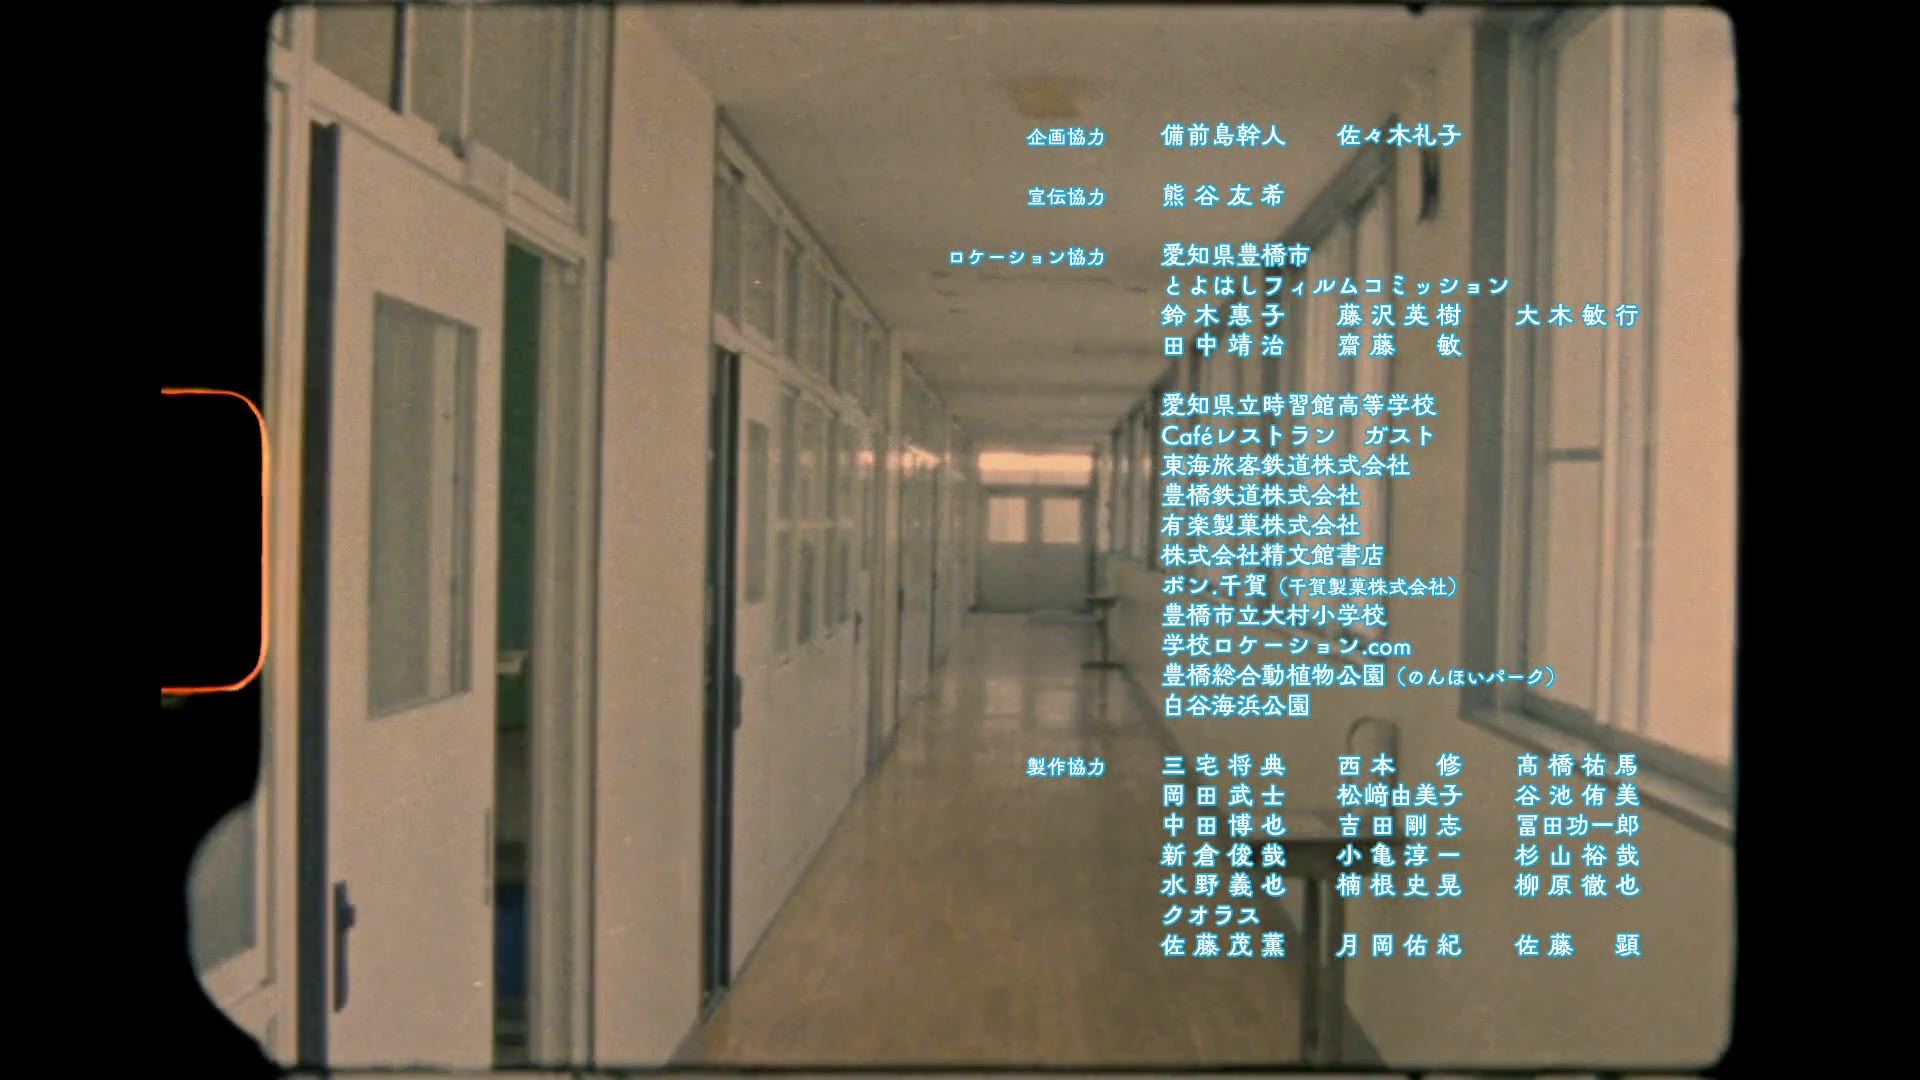 企画協力 備前島幹人 佐々木礼子
宣伝協力 熊谷友希
ロケーション協力 愛知県豊橋市
とよはしフィルムコミッション
鈴木惠子 藤沢英樹 大木敏行
田中靖治 齋藤 敏
愛知県立時習館高等学校
Caféレストラン ガスト
東海旅客鉄道株式会社
豊橋鉄道株式会社
有楽製菓株式会社
株式会社精文館書店
ボン.千賀（千賀製菓株式会社）
豊橋市立大村小学校
学校ロケーション.com
豊橋総合動植物公園（のんほいパーク）
白谷海浜公園
製作協力 三宅将典 西本 修 髙橋祐馬
岡田武士 松﨑由美子 谷池侑美
中田博也 吉田剛志 冨田功一郎
新倉俊哉 小亀淳一 杉山裕哉
水野義也 楠根史晃 柳原徹也
クオラス
佐藤茂薫 月岡佑紀 佐藤 顕